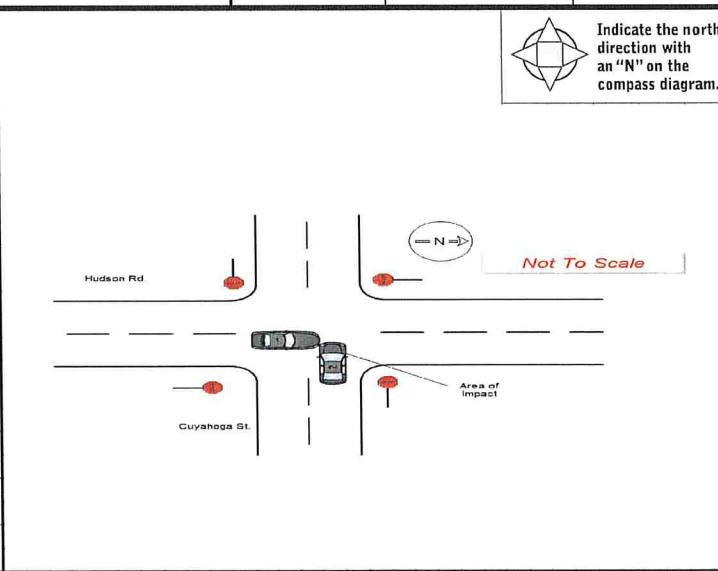 Indicate the north
direction with
an "N" on the
compass diagram.
N
Not To Scale
Hudson Rd.
Area of
Impact
2
Cuyahoga St.